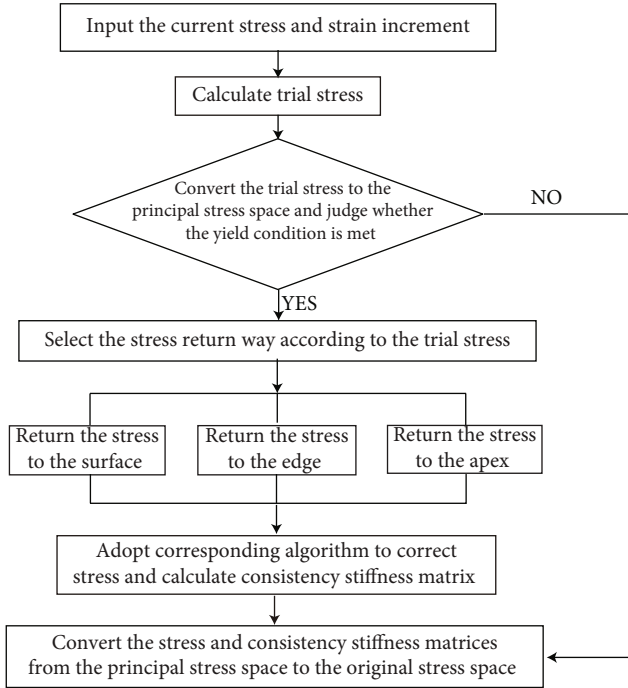 Input the current stress and strain increment
Calculate trial stress
Convert the trial stress to the
principal stress space and judge whether
the yield condition is met
NO
YES
Select the stress return way according to the trial stress
Return the stress
to the surface
Return the stress
to the edge
Return the stress
to the apex
Adopt corresponding algorithm to correct
stress and calculate consistency stiffness matrix
Convert the stress and consistency stiffness matrices
from the principal stress space to the original stress space